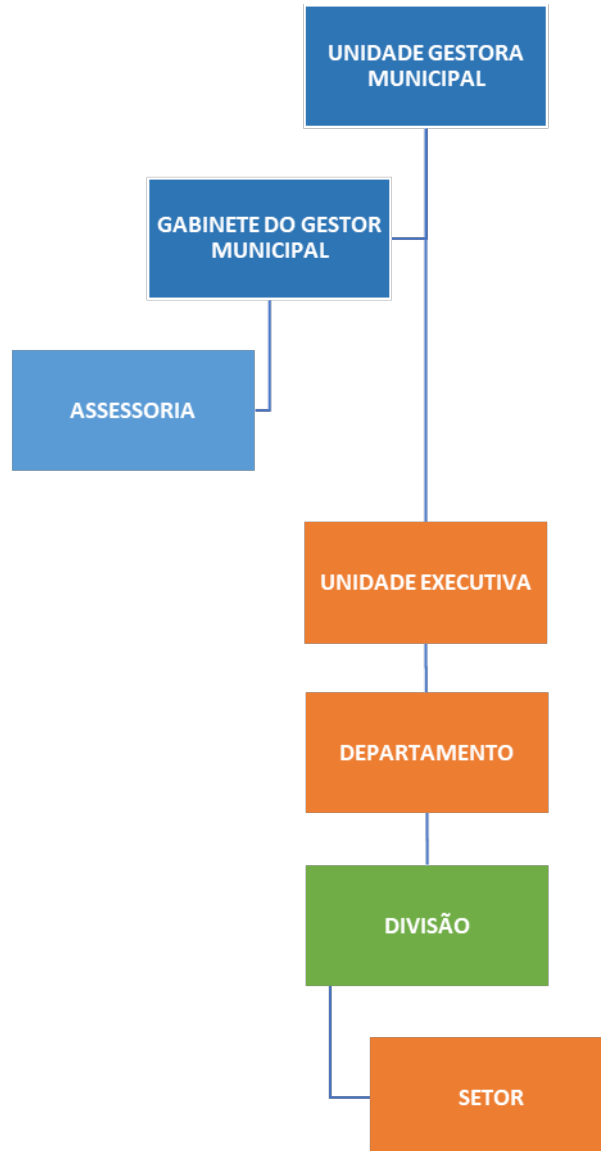 UNIDADE GESTORA
MUNICIPAL
GABINETE DO GESTOR
MUNICIPAL
ASSESSORIA
UNIDADE EXECUTIVA
DEPARTAMENTO
DIVISÃO
SETOR